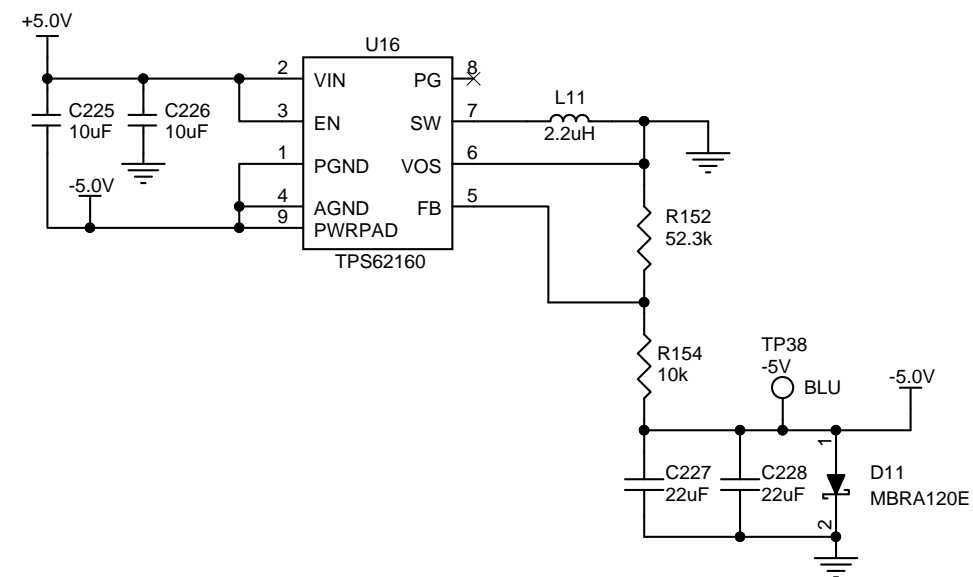 +5.0V
U16
2 VIN PG 8
C225
10uF
C226
10uF
3 EN SW 7
L11
2.2uH
1 PGND VOS 6
-5.0V
4 AGND FB 5
9 PWRPAD
TPS62160
R152
52.3k
R154
10k
TP38
-5V
BLU
-5.0V
1
C227
22uF
C228
22uF
D11
MBRA120E
2